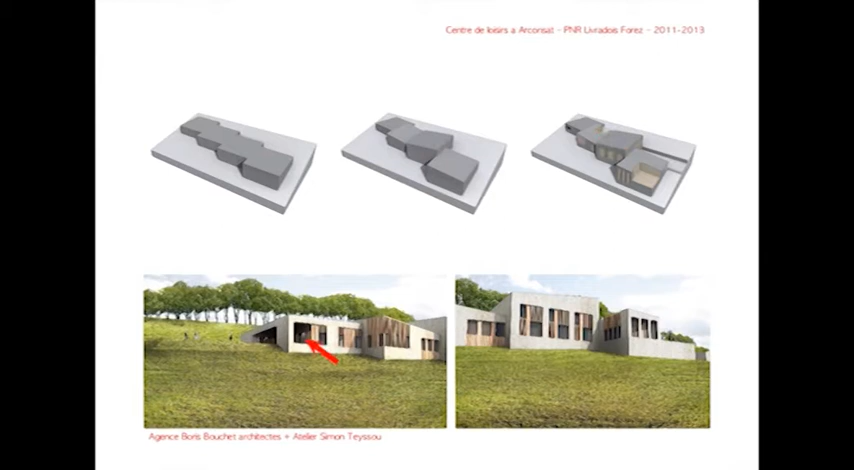 Centre de loisirs a Arconsat - PNR Livradois Forez - 2011-2013
Agence Boris Bouchet architectes + Atelier Simon Teyssou